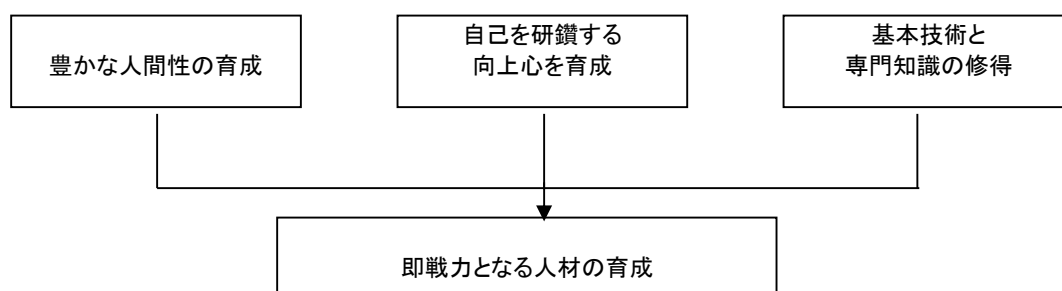 豊かな人間性の育成
自己を研鑽する
向上心を育成
基本技術と
専門知識の修得
即戦力となる人材の育成